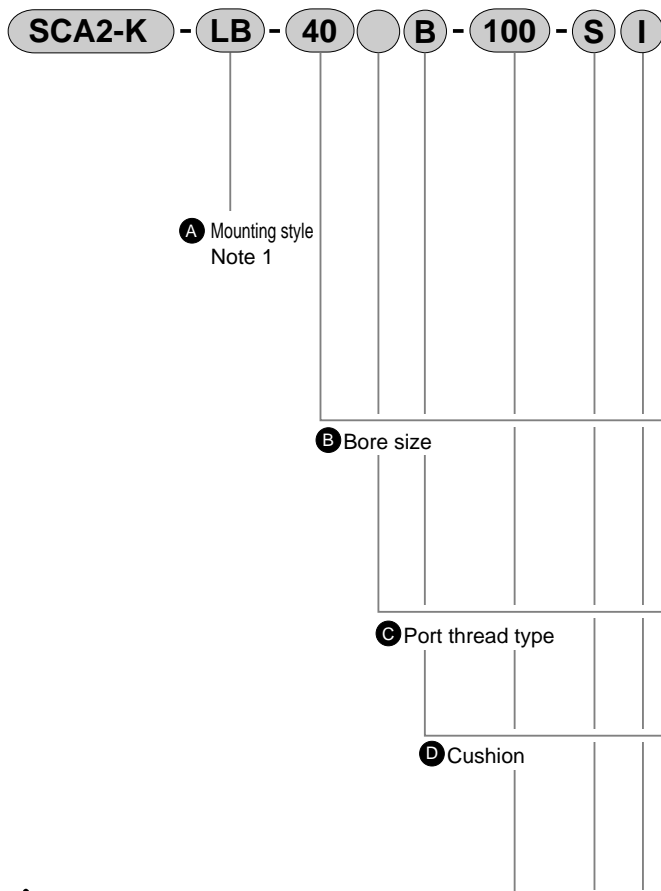 SCA2-K - LB - 40 B - 100 - S I
A Mounting style
Note 1
B Bore size
C Port thread type
D Cushion